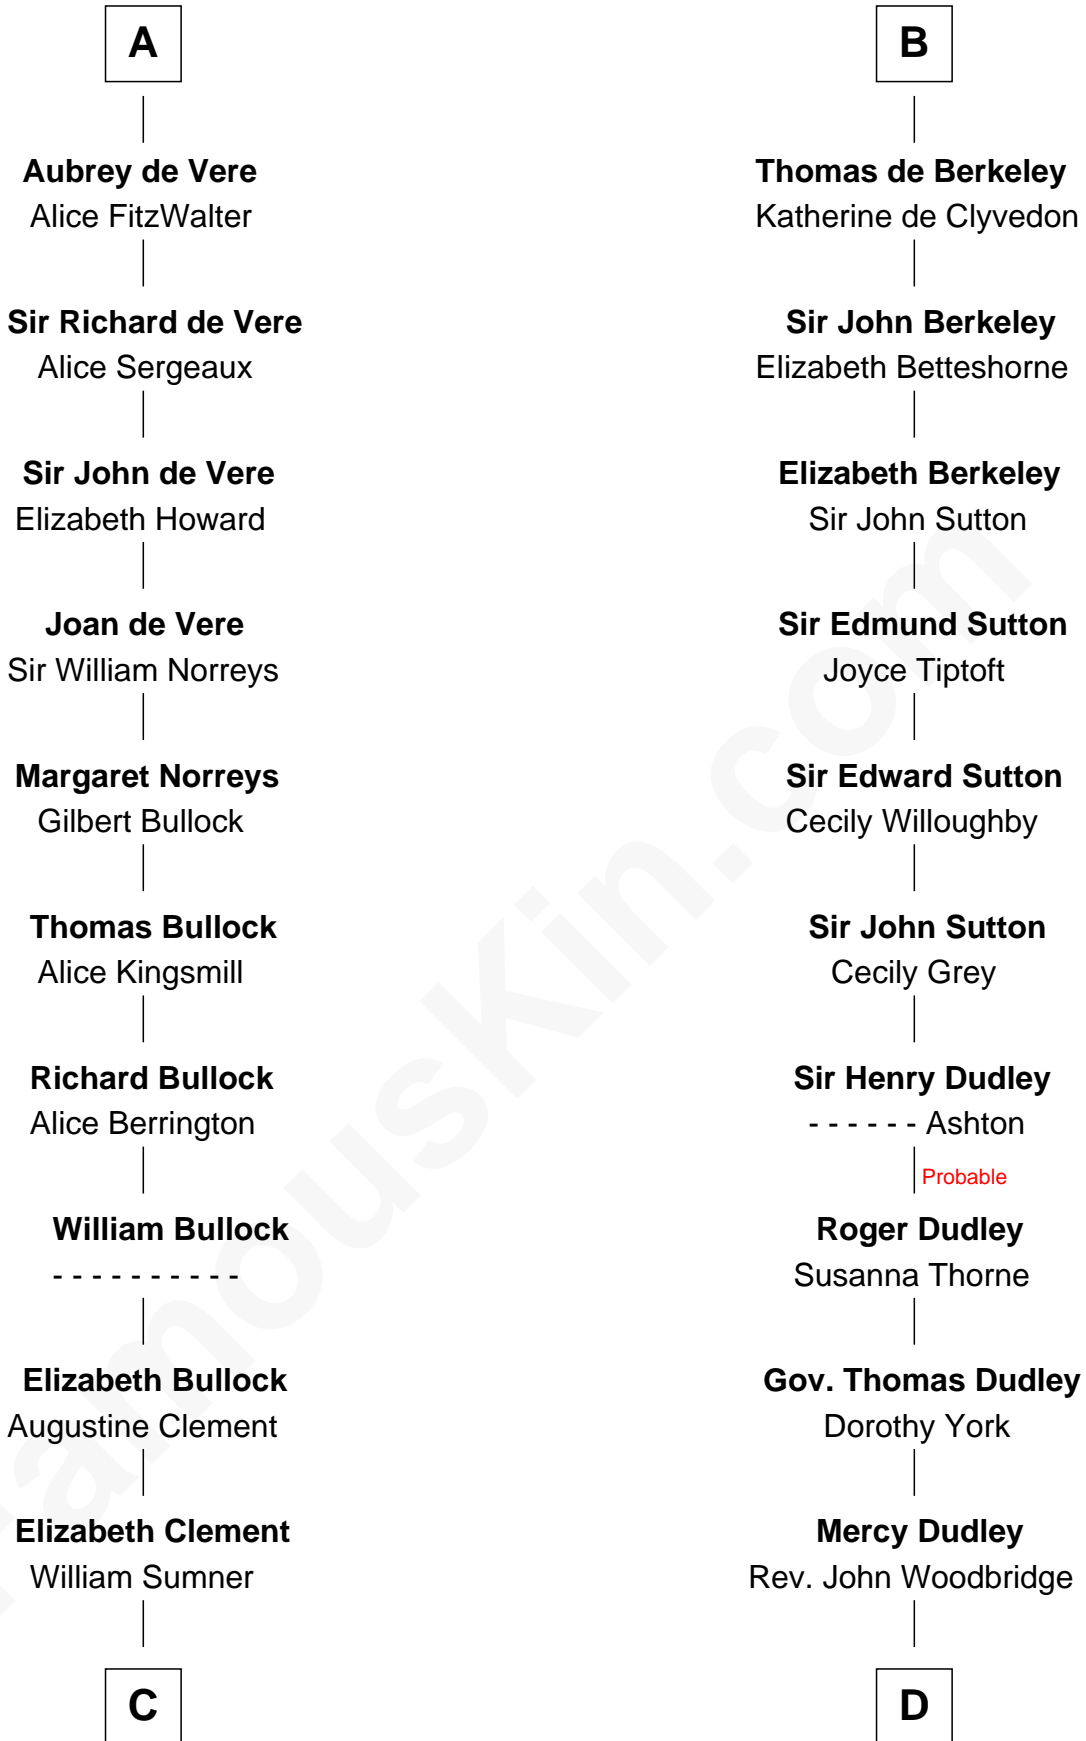 A
Aubrey de Vere
Alice FitzWalter
Sir Richard de Vere
Alice Sergeaux
Sir John de Vere
Elizabeth Howard
Joan de Vere
Sir William Norreys
Margaret Norreys
Gilbert Bullock
Thomas Bullock
Alice Kingsmill
Richard Bullock
Alice Berrington
William Bullock
- - - - - - - - - -
Elizabeth Bullock
Augustine Clement
Elizabeth Clement
William Sumner
C
B
Thomas de Berkeley
Katherine de Clyvedon
Sir John Berkeley
Elizabeth Betteshorne
Elizabeth Berkeley
Sir John Sutton
Sir Edmund Sutton
Joyce Tiptoft
Sir Edward Sutton
Cecily Willoughby
Sir John Sutton
Cecily Grey
Sir Henry Dudley
- - - - - - Ashton
Probable
Roger Dudley
Susanna Thorne
Gov. Thomas Dudley
Dorothy York
Mercy Dudley
Rev. John Woodbridge
D
FamousKin.com